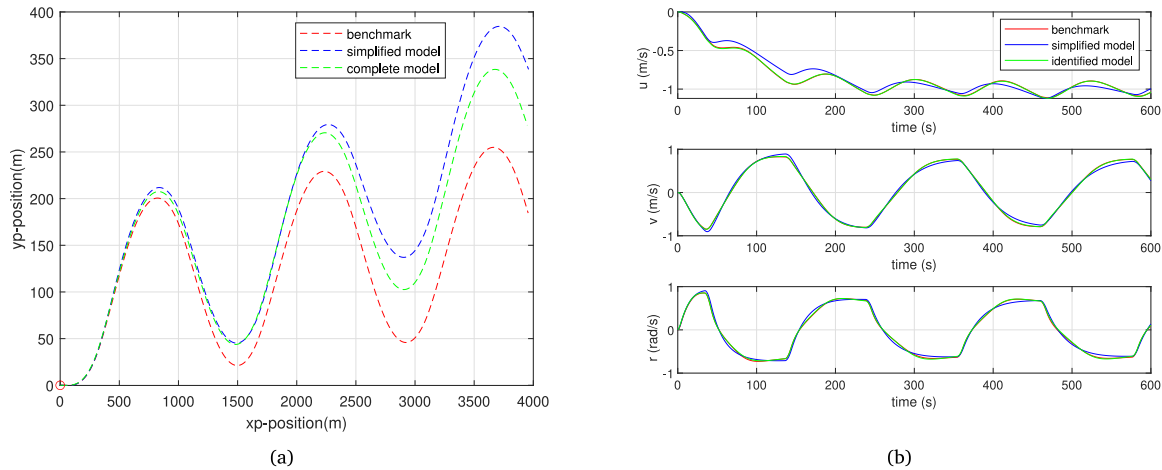 400
350
300
250
200
150
100
50
0
yp-position(m)
benchmark
simplified model
complete model
0 500 1000 1500 2000 2500 3000 3500 4000
xp-position(m)
(a)
0
-0.5
-1
u (m/s)
benchmark
simplified model
identified model
0 100 200 300 400 500 600
time (s)
1
0
-1
v (m/s)
0 100 200 300 400 500 600
time (s)
1
0
-1
r (rad/s)
0 100 200 300 400 500 600
time (s)
(b)